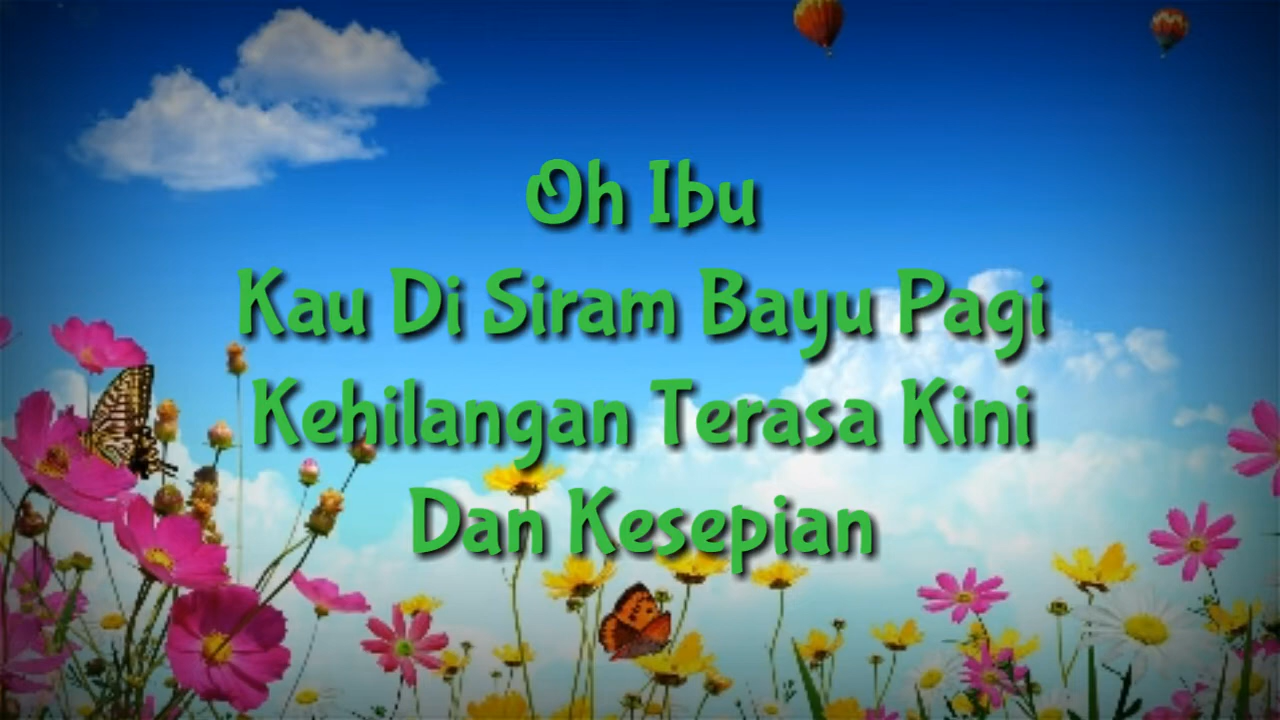 Oh Ibu
Kau Di Siram Bayu Pagi
Kehilangan Terasa Kini
Dan Kesepian